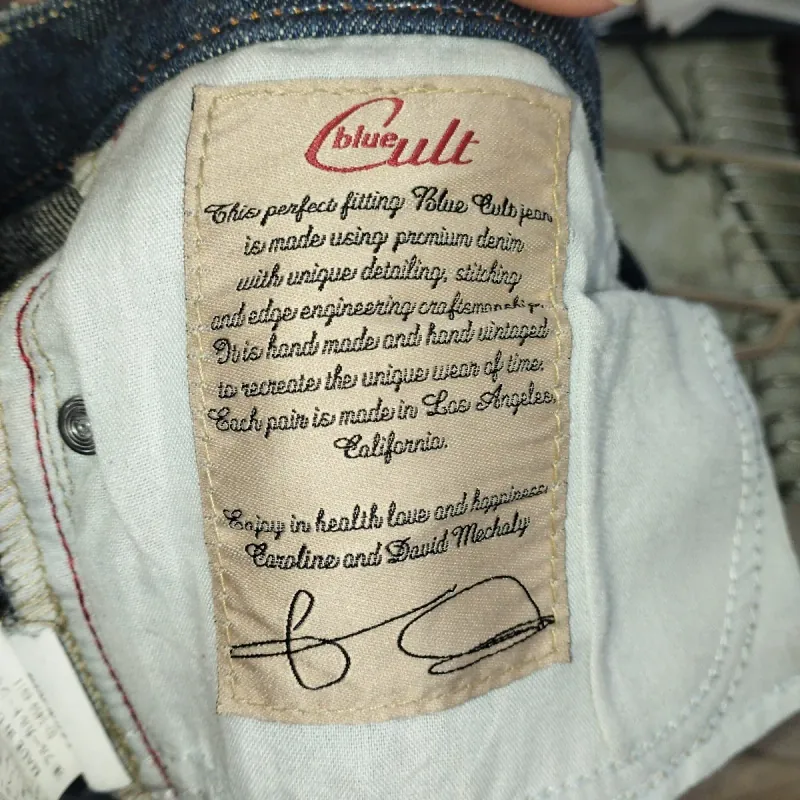 blue Cult
This perfect fitting Blue Cult jean
is made using premium denim
with unique detailing, stitching
and edge engineering craftsmanship.
It is hand made and hand vintaged
to recreate the unique wear of time.
Each pair is made in Los Angeles
California.
Enjoy in health love and happiness
Caroline and David Mechaly